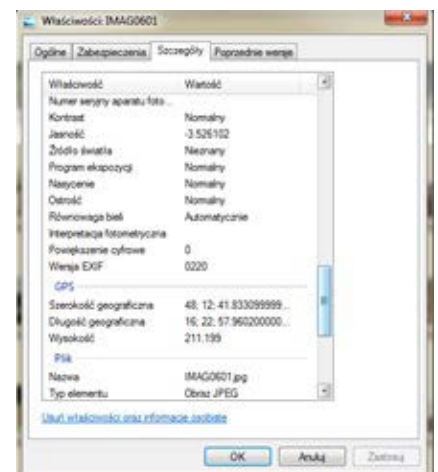 Właściwości: IMAG0601
Ogólne Zabezpieczenia Szczegóły Poprzednie wersje
Właściwość Wartość
Numer seryjny aparatu foto...
Kontrast Normalny
Jasność -3.526102
Źródło światła Nieznany
Program ekspozycji Normalny
Nasycenie Normalny
Ostrość Normalny
Równowaga bieli Automatycznie
Interpretacja fotometryczna
Powiększenie cyfrowe 0
Wersja EXIF 0220
GPS
Szerokość geograficzna 48; 12; 41.833099999...
Długość geograficzna 16; 22; 57.960200000...
Wysokość 211.199
Plik
Nazwa IMAG0601.jpg
Typ elementu Obraz JPEG
Usuń właściwości oraz informacje osobiste
OK Anuluj Zastosuj